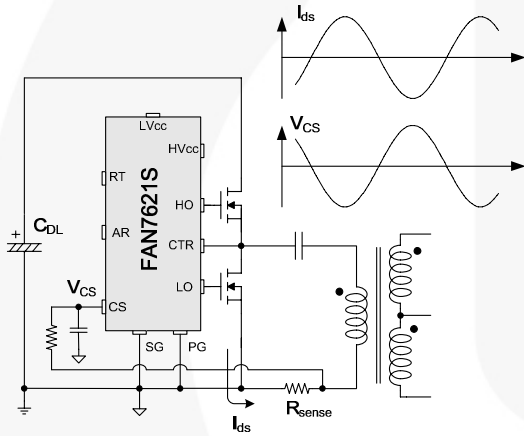 Ids
VCS
LVcc
HVcc
RT
HO
FAN7621S
CDL
+
AR
CTR
VCS
LO
CS
SG
PG
Rsense
Ids